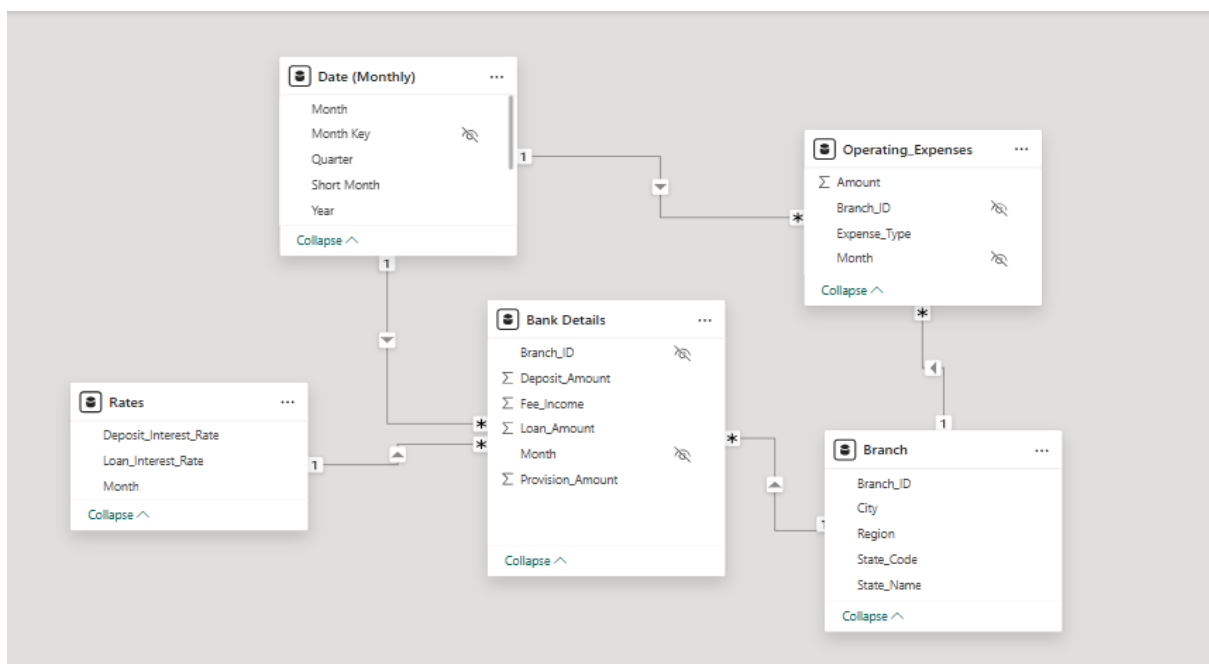 Date (Monthly) ...
Month
Month Key
Quarter
Short Month
Year
Collapse
1
1
Operating_Expenses ...
Σ Amount
Branch_ID
Expense_Type
Month
Collapse
*
*
Bank Details ...
Branch_ID
Σ Deposit_Amount
Σ Fee_Income
Σ Loan_Amount
Month
Σ Provision_Amount
Collapse
*
*
*
Rates ...
Deposit_Interest_Rate
Loan_Interest_Rate
Month
Collapse
1
1
Branch ...
Branch_ID
City
Region
State_Code
State_Name
Collapse
1